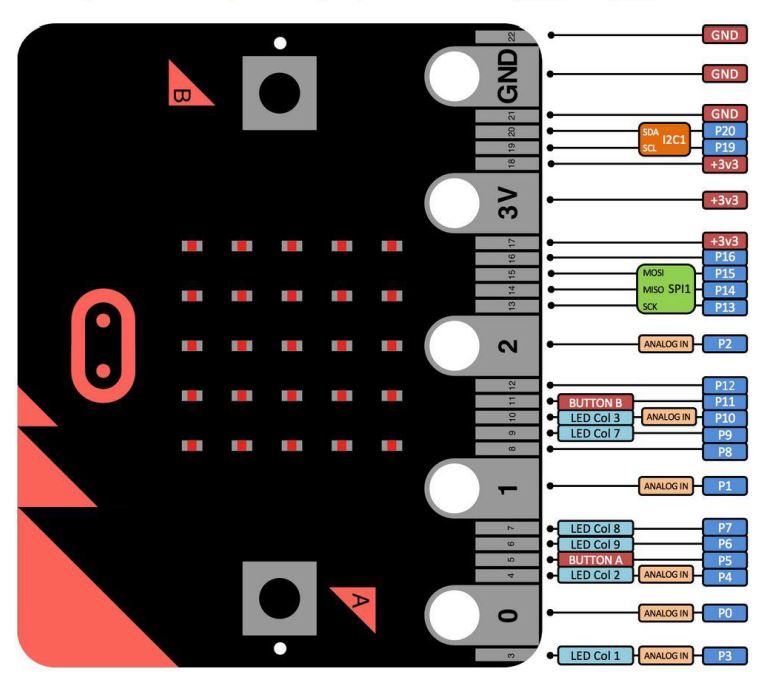 22 GND
GND GND
21 GND
20 SDA P20
I2C1
19 SCL P19
18 +3v3
3V +3v3
17 +3v3
16 P16
15 MOSI P15
14 MISO SPI1 P14
13 SCK P13
2 ANALOG IN P2
12 P12
11 BUTTON B P11
10 LED Col 3 ANALOG IN P10
9 LED Col 7 P9
8 P8
1 ANALOG IN P1
7 LED Col 8 P7
6 LED Col 9 P6
5 BUTTON A P5
4 LED Col 2 ANALOG IN P4
0 ANALOG IN P0
3 LED Col 1 ANALOG IN P3
B
A